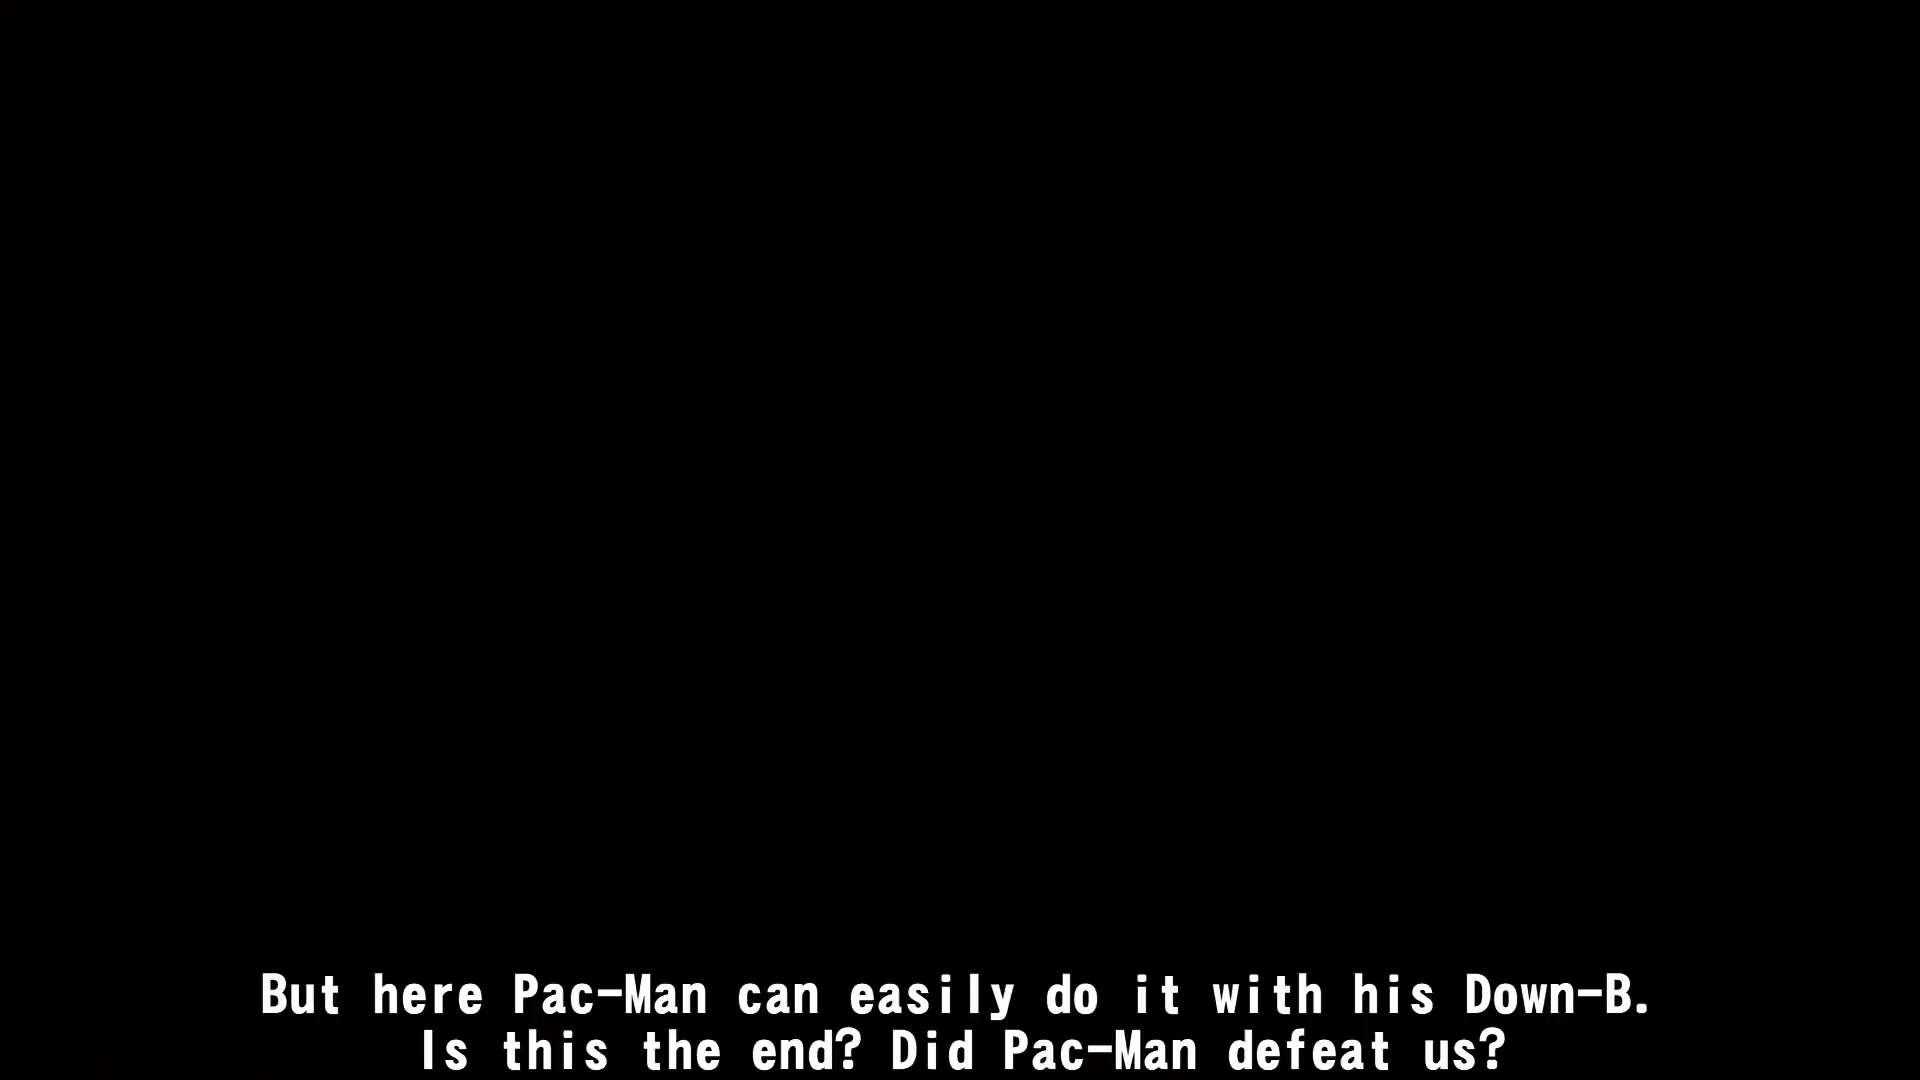 But here Pac-Man can easily do it with his Down-B.
Is this the end? Did Pac-Man defeat us?